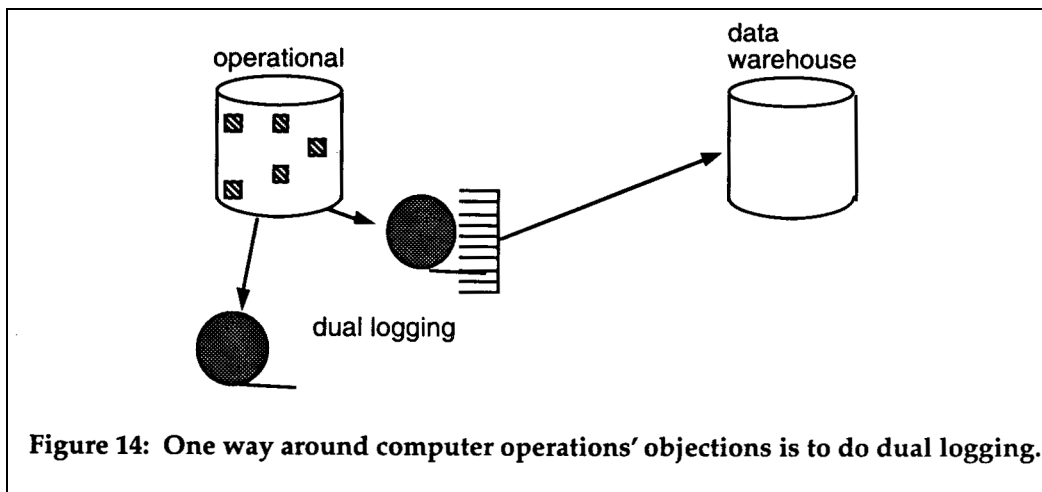 operational
data
warehouse
dual logging
Figure 14: One way around computer operations' objections is to do dual logging.